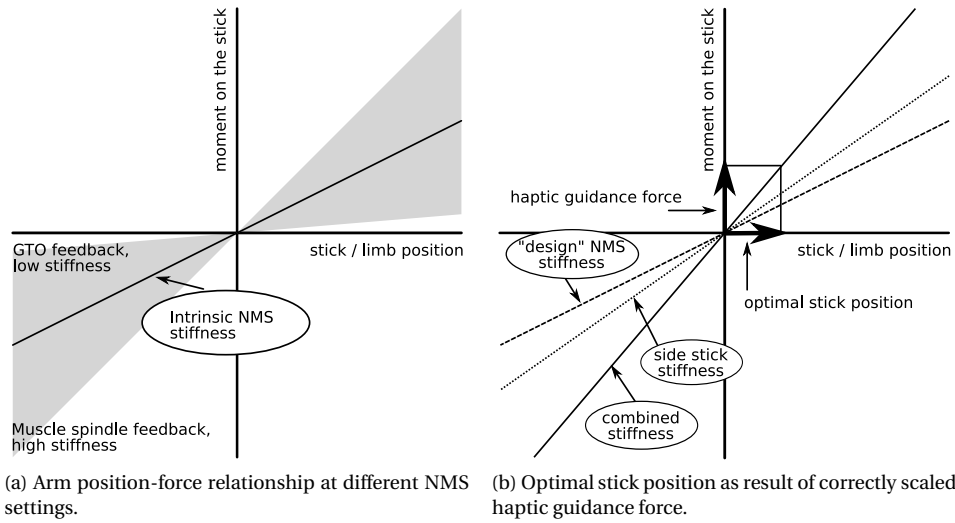 moment on the stick
GTO feedback,
low stiffness
stick / limb position
Intrinsic NMS
stiffness
Muscle spindle feedback,
high stiffness
(a) Arm position-force relationship at different NMS
settings.
moment on the stick
haptic guidance force
"design" NMS
stiffness
stick / limb position
optimal stick position
side stick
stiffness
combined
stiffness
(b) Optimal stick position as result of correctly scaled
haptic guidance force.